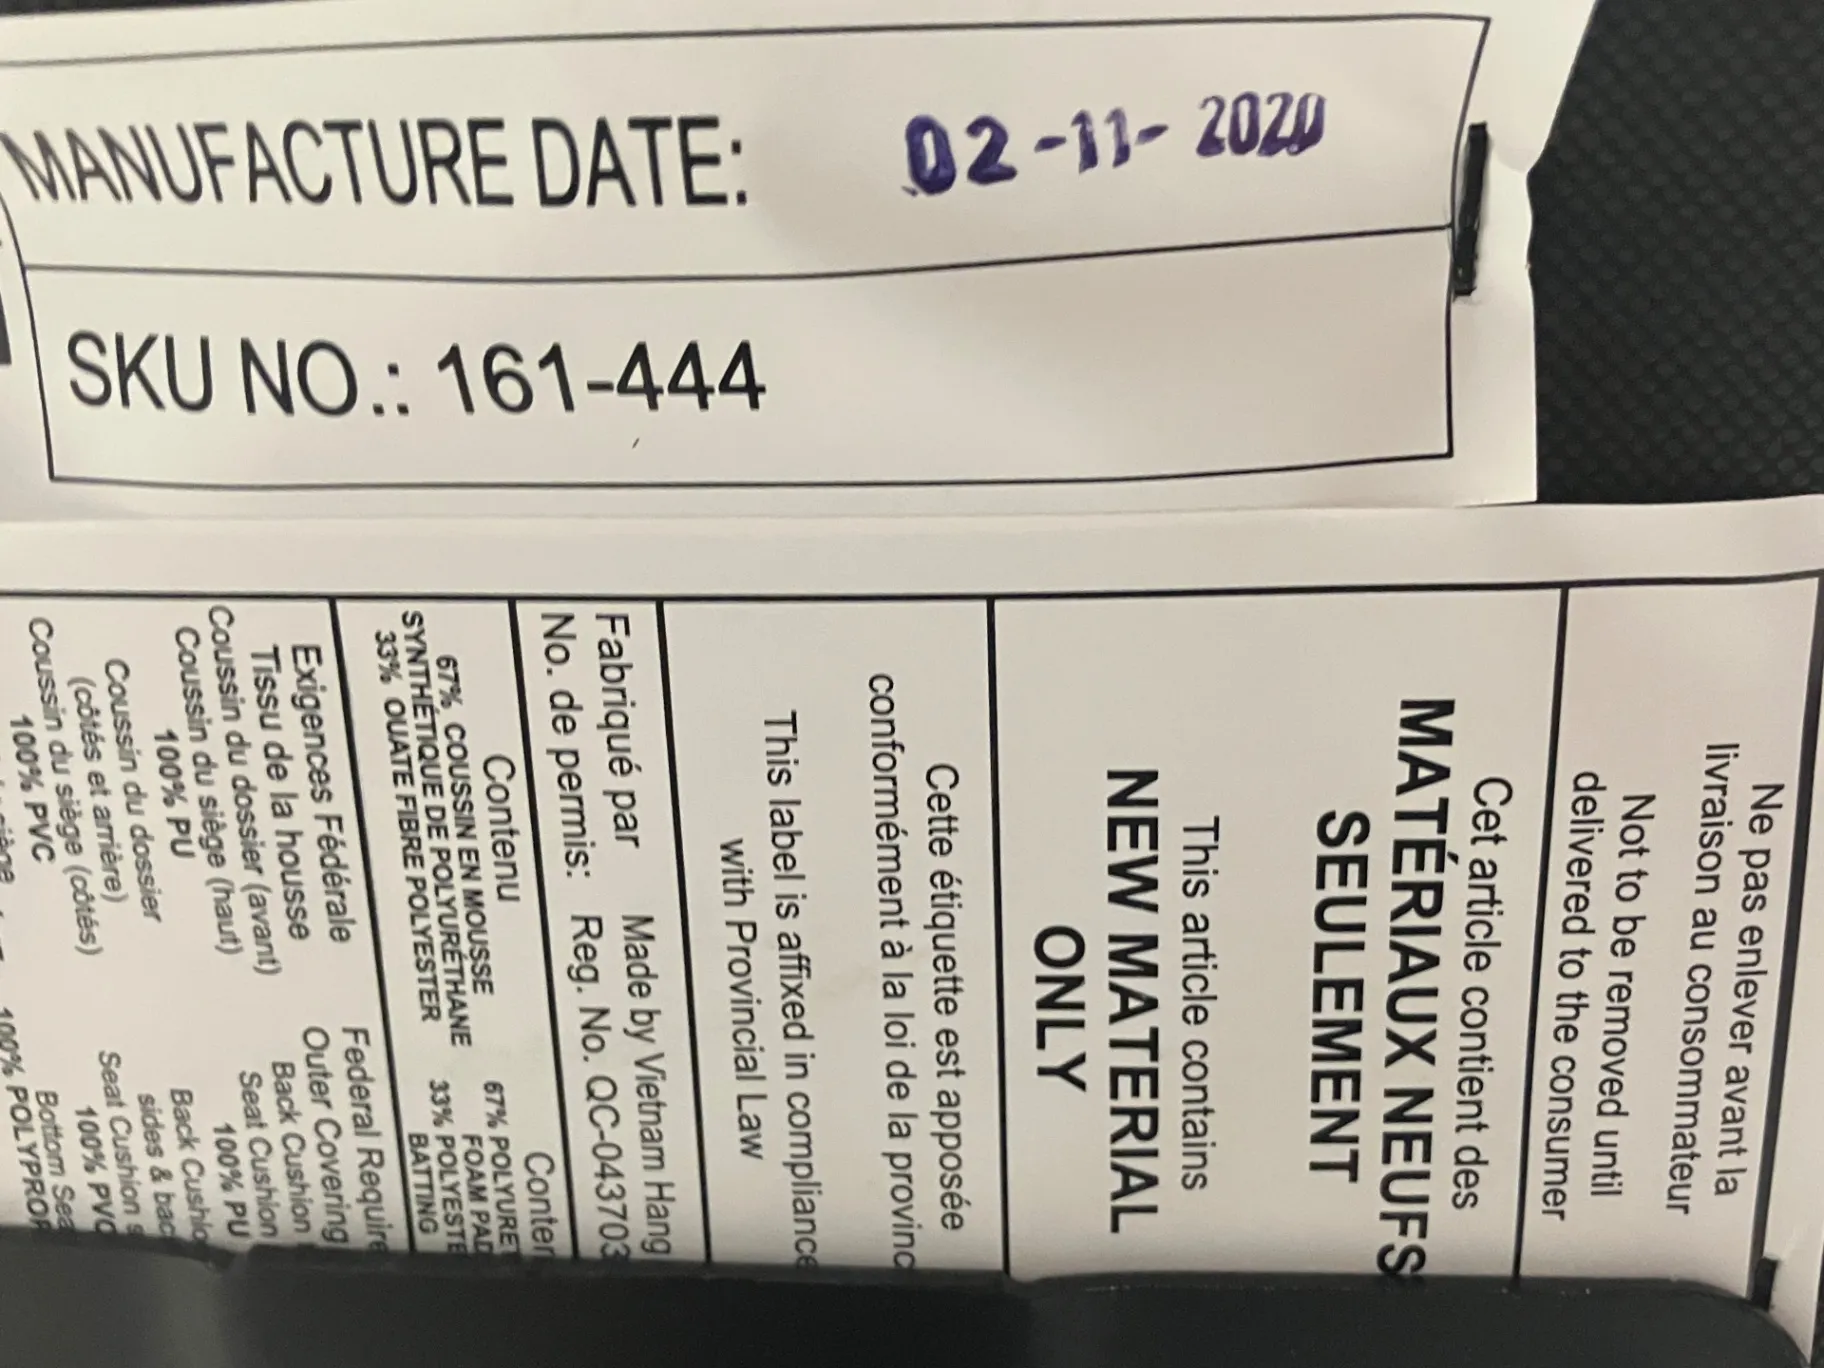 MANUFACTURE DATE: 02-11-2020
SKU NO.: 161-444
Ne pas enlever avant la
livraison au consommateur
Not to be removed until
delivered to the consumer
Cet article contient des
MATÉRIAUX NEUFS
SEULEMENT
This article contains
NEW MATERIAL
ONLY
Cette étiquette est apposée
conformément à la loi de la provinc
This label is affixed in compliance
with Provincial Law
Fabriqué par Made by Vietnam Hang
No. de permis: Reg. No. QC-043703
Contenu
67% COUSSIN EN MOUSSE
SYNTHÉTIQUE DE POLYURÉTHANE
33% OUATE FIBRE POLYESTER
Conten
67% POLYURET
FOAM PAD
33% POLYESTE
BATTING
Exigences Fédérale
Tissu de la housse
Coussin du dossier (avant)
Coussin du siège (haut)
100% PU
Coussin du dossier
(côtés et arrière)
Coussin du siège (côtés)
100% PVC
Federal Require
Outer Covering
Back Cushion
Seat Cushion
100% PU
Back Cushio
sides & bac
Seat Cushion s
100% PVC
Bottom Sea
100% POLYPROP